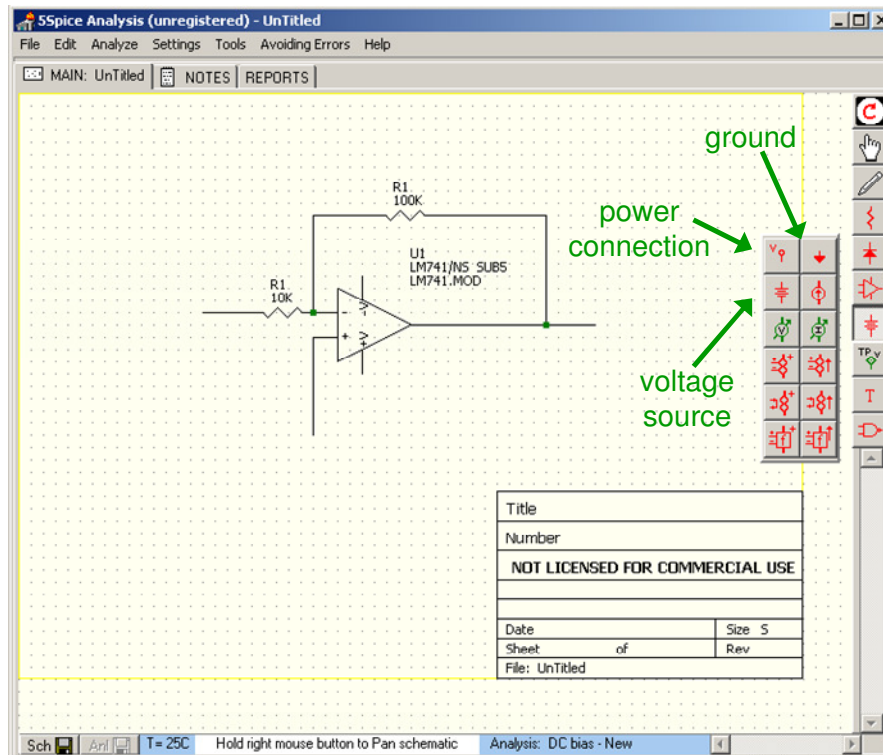 5Spice Analysis (unregistered) - UnTitled
File Edit Analyze Settings Tools Avoiding Errors Help
MAIN: UnTitled NOTES REPORTS
ground
power
connection
voltage
source
R1
100K
U1
LM741/NS SUB5
LM741.MOD
R1
10K
- V-
+ V+
V
V I
TP V
T
Title
Number
NOT LICENSED FOR COMMERCIAL USE
Date Size S
Sheet of Rev
File: UnTitled
Sch Anl T= 25C Hold right mouse button to Pan schematic Analysis: DC bias - New